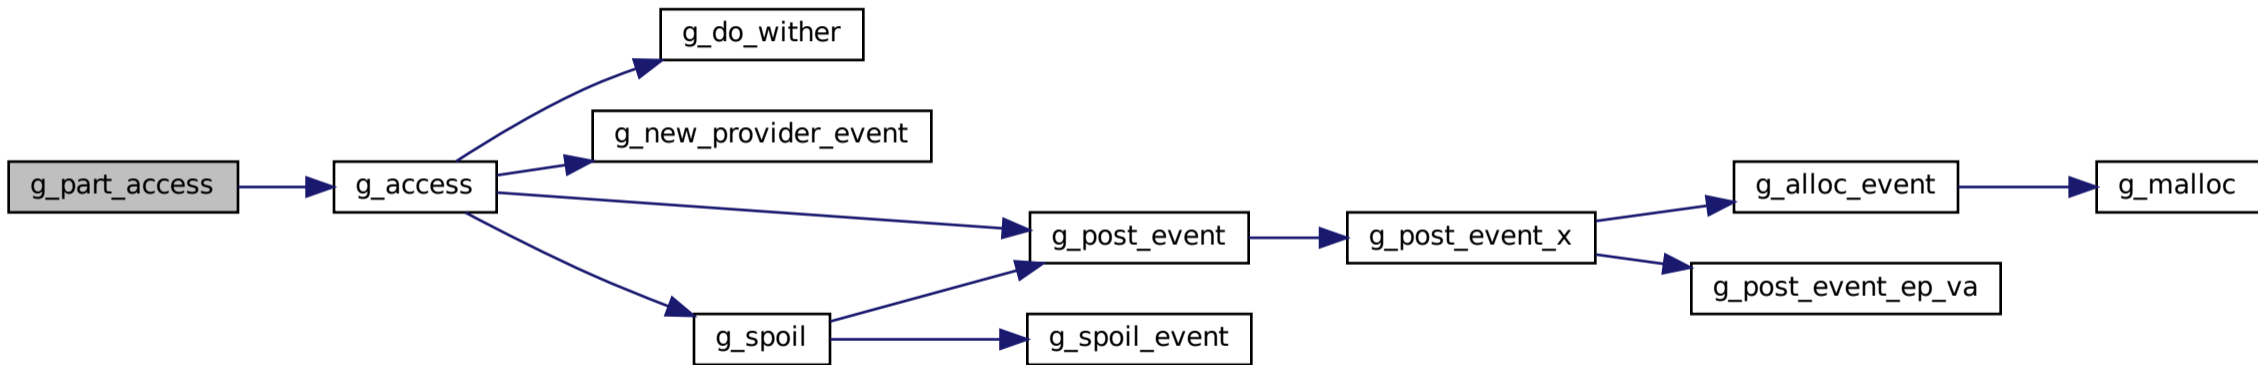 g_do_wither
g_new_provider_event
g_part_access
g_access
g_alloc_event
g_malloc
g_post_event
g_post_event_x
g_post_event_ep_va
g_spoil
g_spoil_event